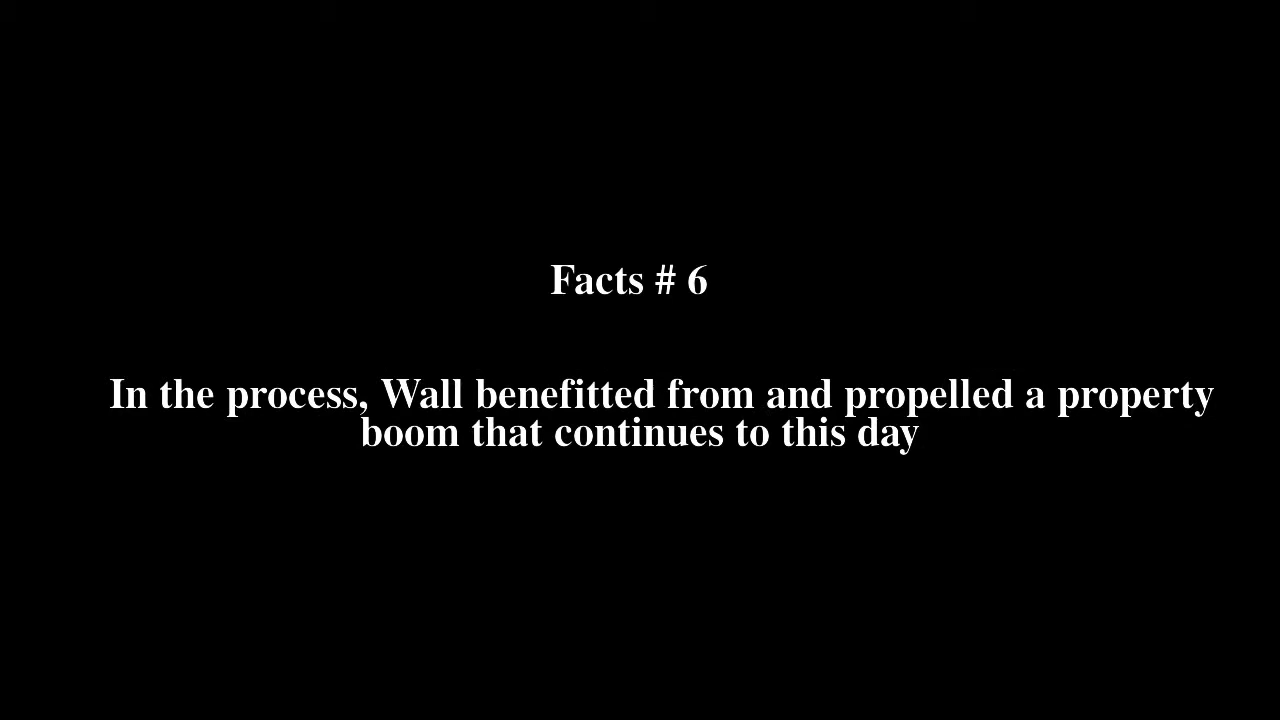 Facts # 6
In the process, Wall benefitted from and propelled a property
boom that continues to this day